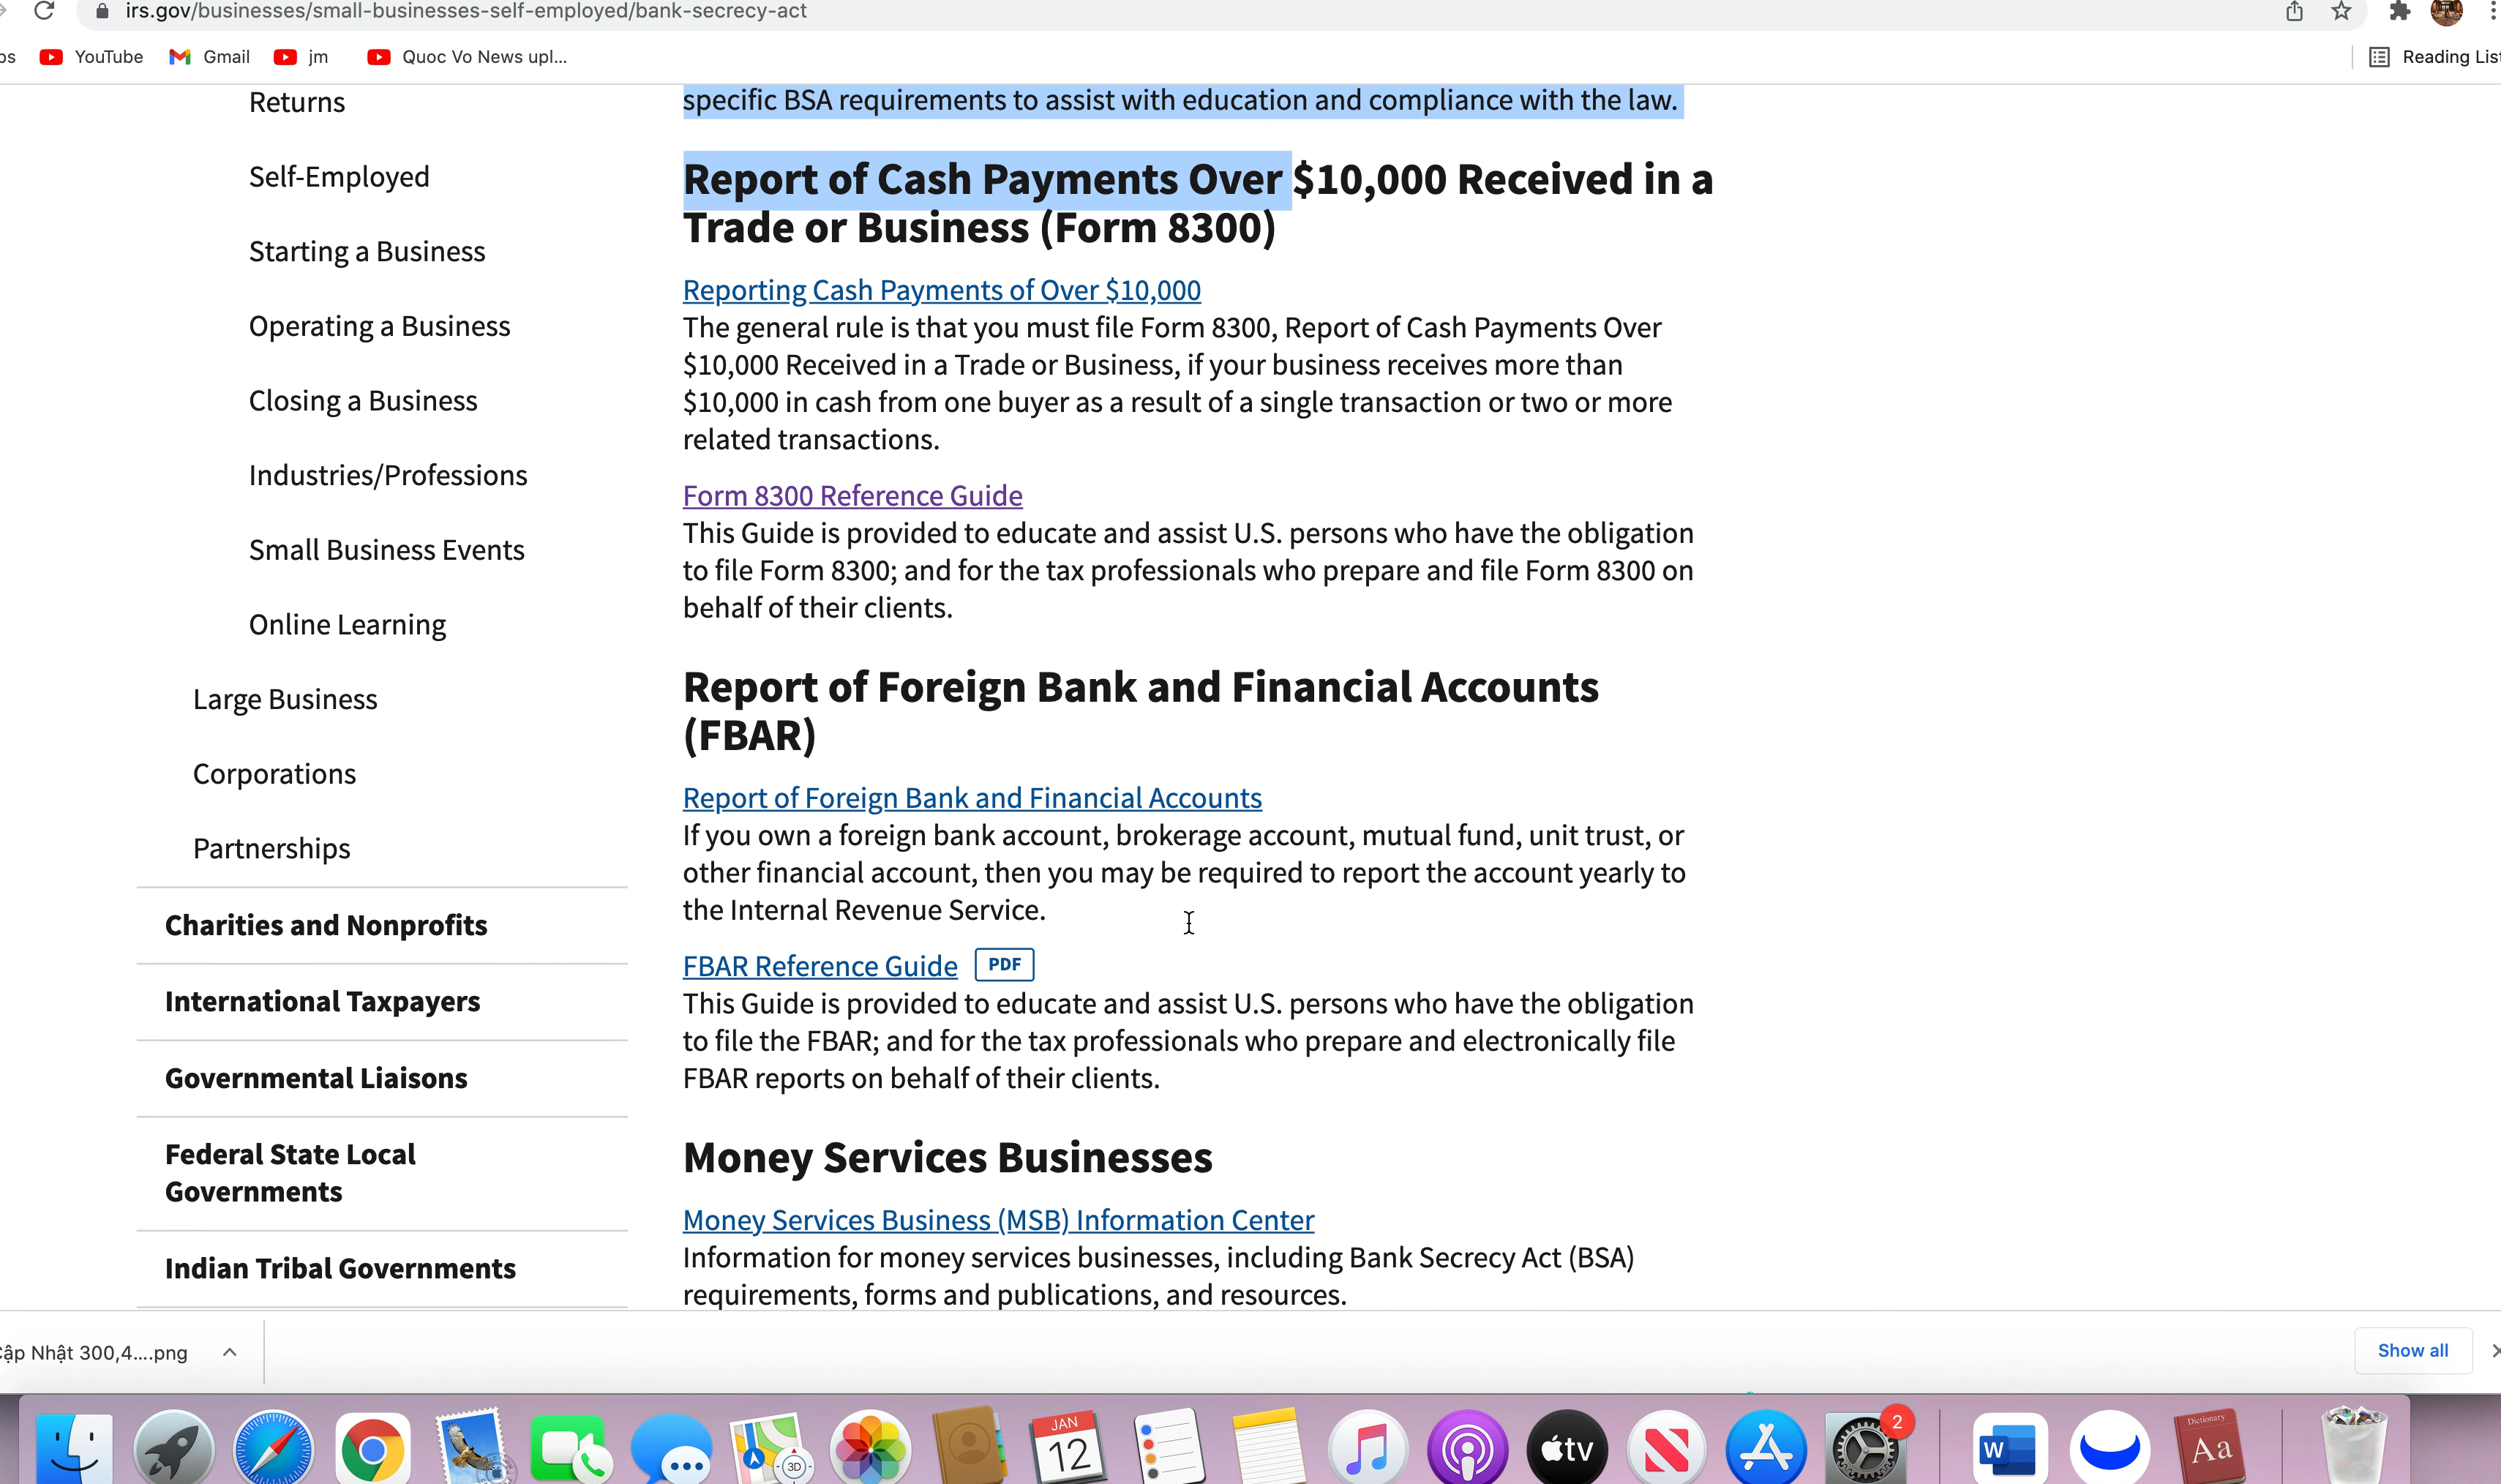 irs.gov/businesses/small-businesses-self-employed/bank-secrecy-act
YouTube
Gmail
jm
Quoc Vo News upl...
Reading List
Returns
Self-Employed
Starting a Business
Operating a Business
Closing a Business
Industries/Professions
Small Business Events
Online Learning
Large Business
Corporations
Partnerships
Charities and Nonprofits
International Taxpayers
Governmental Liaisons
Federal State Local
Governments
Indian Tribal Governments
specific BSA requirements to assist with education and compliance with the law.
Report of Cash Payments Over $10,000 Received in a
Trade or Business (Form 8300)
Reporting Cash Payments of Over $10,000
The general rule is that you must file Form 8300, Report of Cash Payments Over
$10,000 Received in a Trade or Business, if your business receives more than
$10,000 in cash from one buyer as a result of a single transaction or two or more
related transactions.
Form 8300 Reference Guide
This Guide is provided to educate and assist U.S. persons who have the obligation
to file Form 8300; and for the tax professionals who prepare and file Form 8300 on
behalf of their clients.
Report of Foreign Bank and Financial Accounts
(FBAR)
Report of Foreign Bank and Financial Accounts
If you own a foreign bank account, brokerage account, mutual fund, unit trust, or
other financial account, then you may be required to report the account yearly to
the Internal Revenue Service.
FBAR Reference Guide PDF
This Guide is provided to educate and assist U.S. persons who have the obligation
to file the FBAR; and for the tax professionals who prepare and electronically file
FBAR reports on behalf of their clients.
Money Services Businesses
Money Services Business (MSB) Information Center
Information for money services businesses, including Bank Secrecy Act (BSA)
requirements, forms and publications, and resources.
Cập Nhật 300,4....png
Show all
3D
JAN
12
tv
2
W
Dictionary
Aa